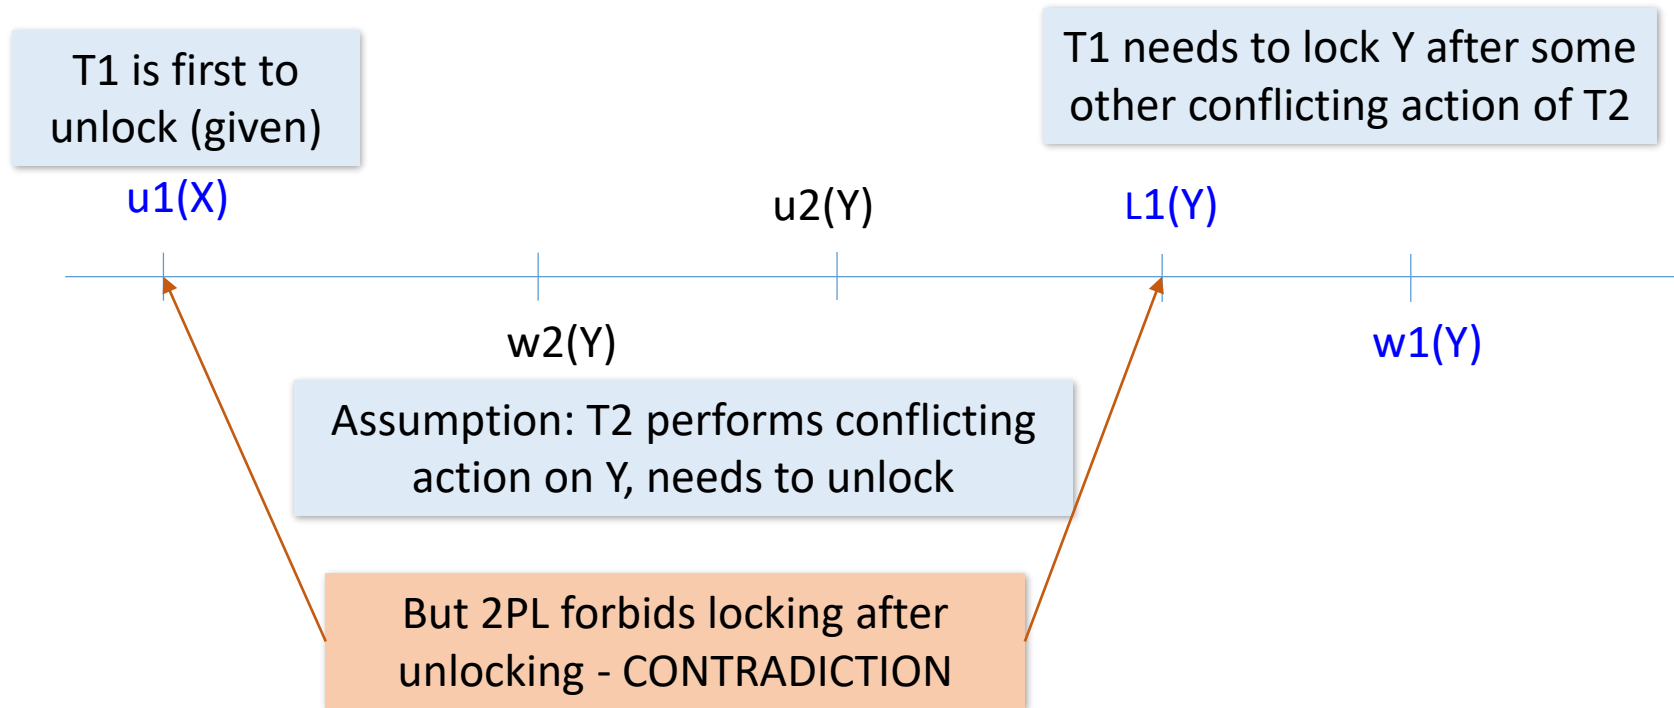 T1 is first to
unlock (given)
T1 needs to lock Y after some
other conflicting action of T2
u1(X)
u2(Y)
L1(Y)
w2(Y)
w1(Y)
Assumption: T2 performs conflicting
action on Y, needs to unlock
But 2PL forbids locking after
unlocking - CONTRADICTION